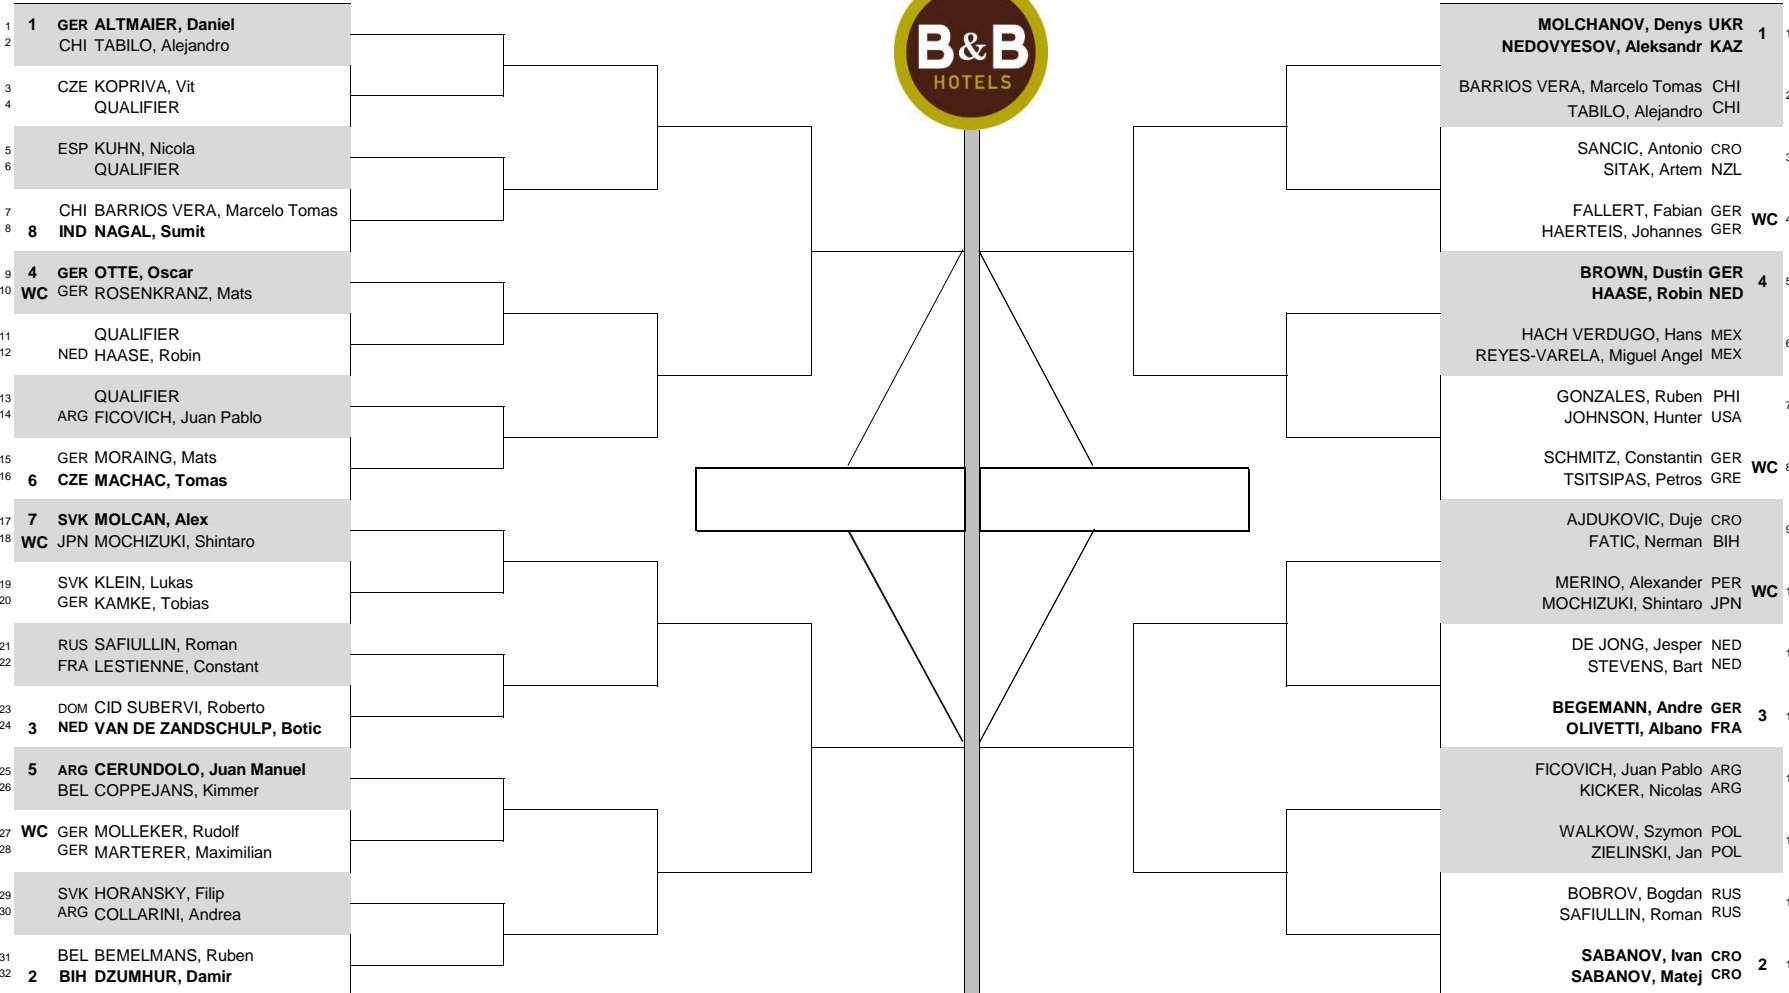 1 1 GER ALTMAIER, Daniel
2 CHI TABILO, Alejandro
3 CZE KOPRIVA, Vit
4 QUALIFIER
5 ESP KUHN, Nicola
6 QUALIFIER
7 CHI BARRIOS VERA, Marcelo Tomas
8 8 IND NAGAL, Sumit
9 4 GER OTTE, Oscar
10 WC GER ROSENKRANZ, Mats
11 QUALIFIER
12 NED HAASE, Robin
13 QUALIFIER
14 ARG FICOVICH, Juan Pablo
15 GER MORAING, Mats
16 6 CZE MACHAC, Tomas
17 7 SVK MOLCAN, Alex
18 WC JPN MOCHIZUKI, Shintaro
19 SVK KLEIN, Lukas
20 GER KAMKE, Tobias
21 RUS SAFIULLIN, Roman
22 FRA LESTIENNE, Constant
23 DOM CID SUBERVI, Roberto
24 3 NED VAN DE ZANDSCHULP, Botic
25 5 ARG CERUNDOLO, Juan Manuel
26 BEL COPPEJANS, Kimmer
27 WC GER MOLLEKER, Rudolf
28 GER MARTERER, Maximilian
29 SVK HORANSKY, Filip
30 ARG COLLARINI, Andrea
31 BEL BEMELMANS, Ruben
32 2 BIH DZUMHUR, Damir
B&B
HOTELS
MOLCHANOV, Denys UKR 1
NEDOVYESOV, Aleksandr KAZ
BARRIOS VERA, Marcelo Tomas CHI
TABILO, Alejandro CHI
SANCIC, Antonio CRO
SITAK, Artem NZL
FALLERT, Fabian GER WC
HAERTEIS, Johannes GER
BROWN, Dustin GER 4
HAASE, Robin NED
HACH VERDUGO, Hans MEX
REYES-VARELA, Miguel Angel MEX
GONZALES, Ruben PHI
JOHNSON, Hunter USA
SCHMITZ, Constantin GER WC
TSITSIPAS, Petros GRE
AJDUKOVIC, Duje CRO
FATIC, Nerman BIH
MERINO, Alexander PER WC
MOCHIZUKI, Shintaro JPN
DE JONG, Jesper NED
STEVENS, Bart NED
BEGEMANN, Andre GER 3
OLIVETTI, Albano FRA
FICOVICH, Juan Pablo ARG
KICKER, Nicolas ARG
WALKOW, Szymon POL
ZIELINSKI, Jan POL
BOBROV, Bogdan RUS
SAFIULLIN, Roman RUS
SABANOV, Ivan CRO 2
SABANOV, Matej CRO